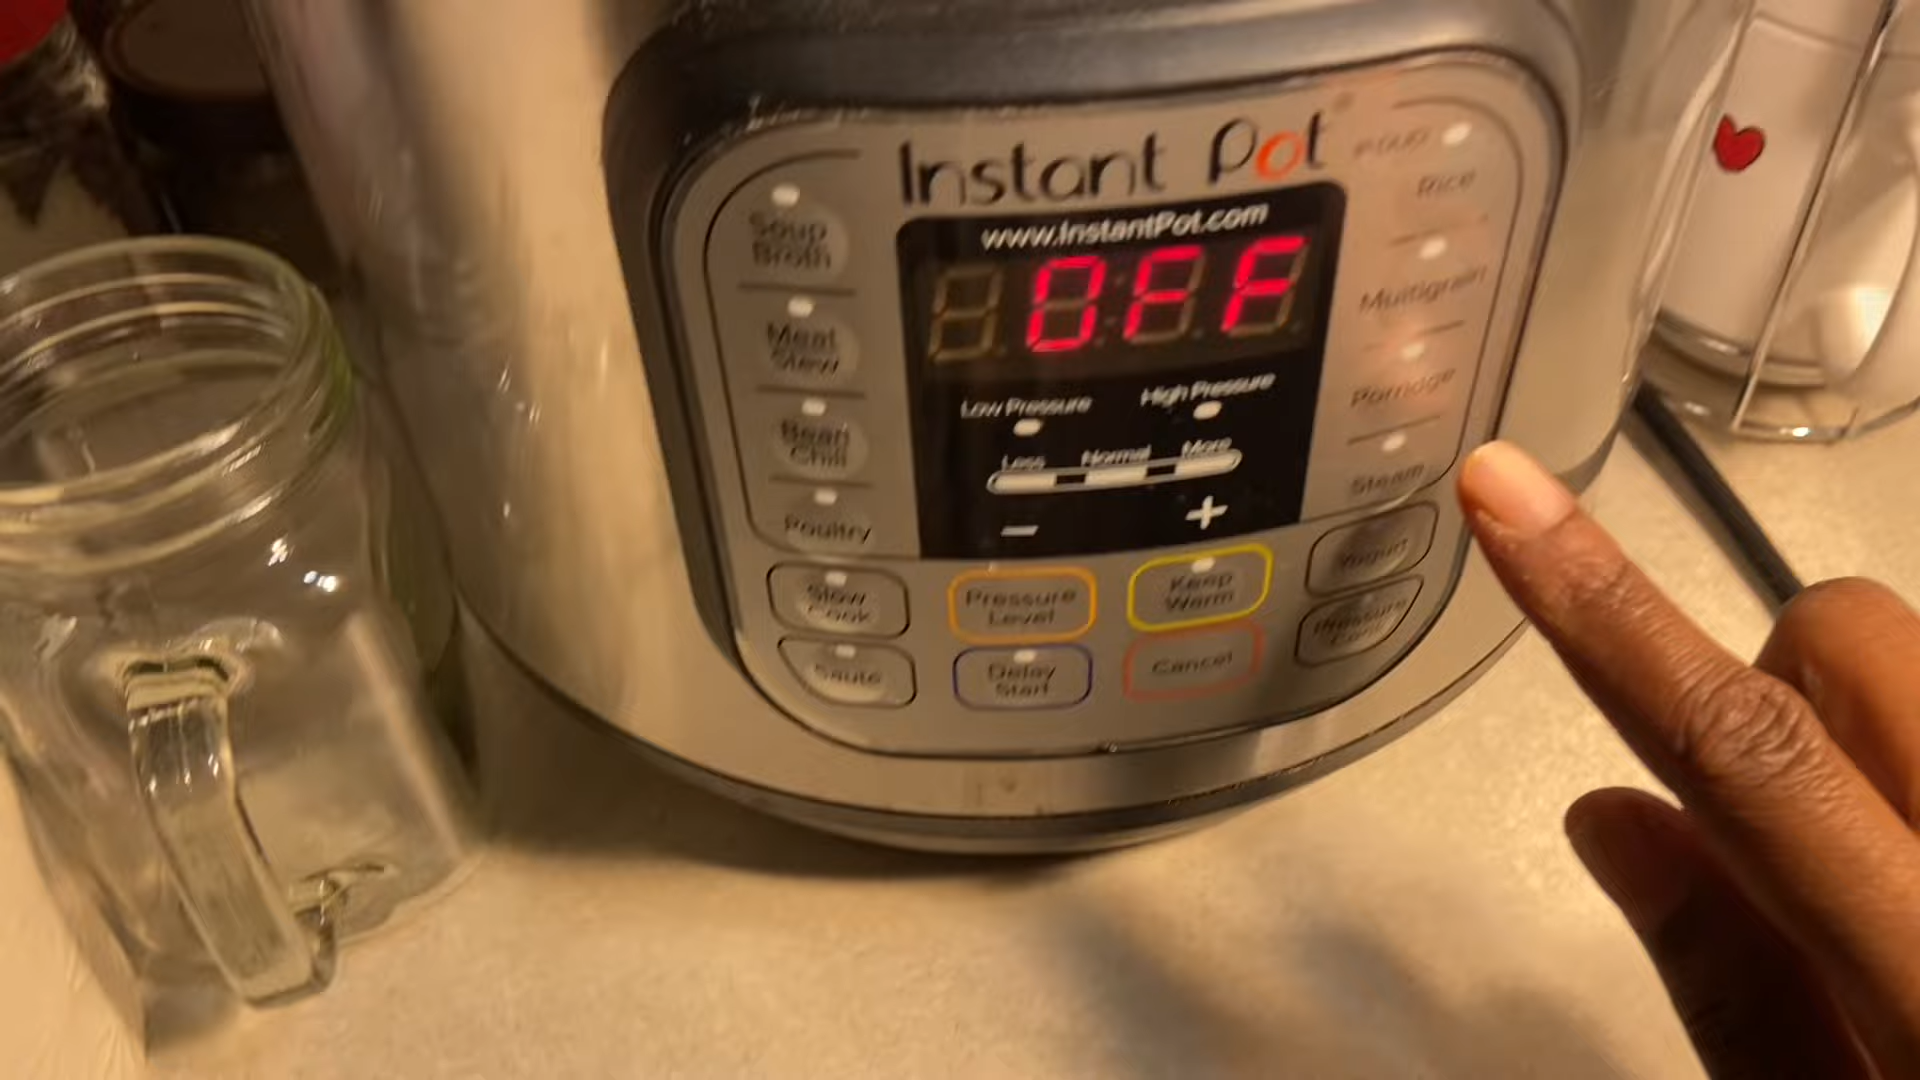 Instant Pot
www.InstantPot.com
OFF
Soup
Broth
Meat
Stew
Bean
Chili
Poultry
Slow
Cook
Saute
Low Pressure
High Pressure
Less
Normal
More
-
+
Pressure
Level
Keep
Warm
Delay
Start
Cancel
Rice
Multigrain
Porridge
Steam
Yogurt
Pressure